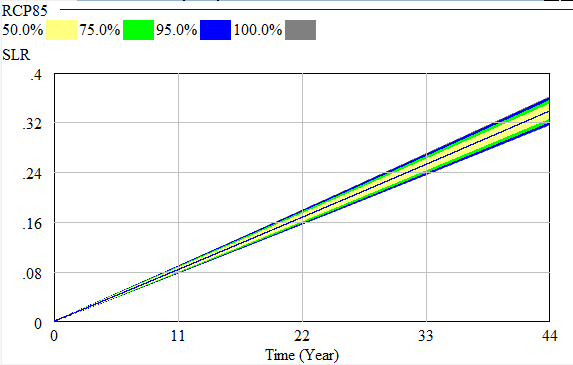 RCP85
50.0% 75.0% 95.0% 100.0%
SLR
.4
.32
.24
.16
.08
0
0 11 22 33 44
Time (Year)